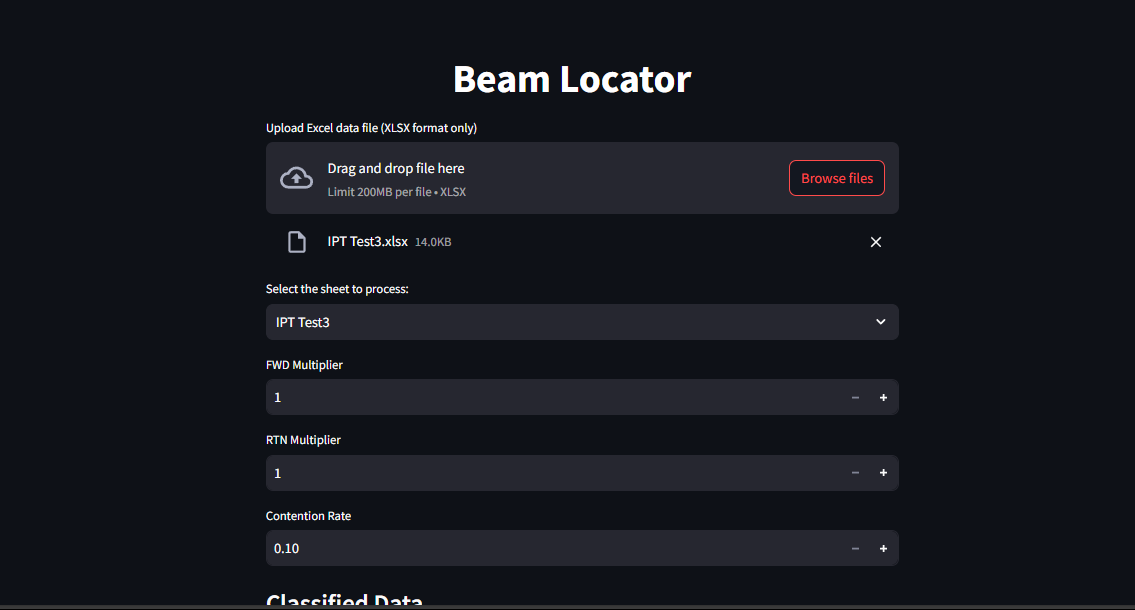 Beam Locator
Upload Excel data file (XLSX format only)
Drag and drop file here
Limit 200MB per file • XLSX
Browse files
IPT Test3.xlsx 14.0KB
Select the sheet to process:
IPT Test3
FWD Multiplier
1
RTN Multiplier
1
Contention Rate
0.10
Classified Data